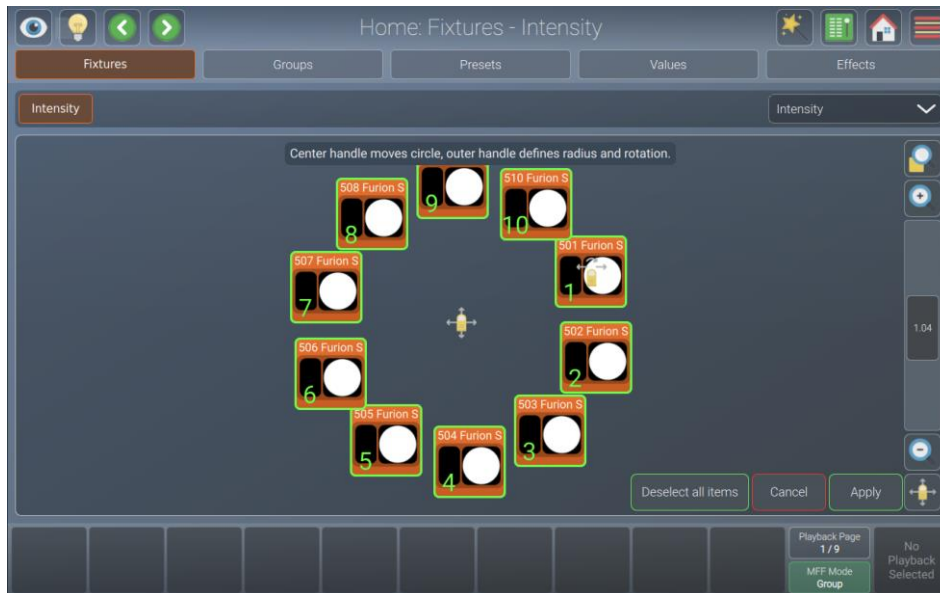 Home: Fixtures - Intensity
Fixtures
Groups
Presets
Values
Effects
Intensity
Intensity
Center handle moves circle, outer handle defines radius and rotation.
9
508 Furion S
8
510 Furion S
10
507 Furion S
7
501 Furion S
1
506 Furion S
6
502 Furion S
2
505 Furion S
5
504 Furion S
4
503 Furion S
3
1.04
Deselect all items
Cancel
Apply
Playback Page
1/9
MFF Mode
Group
No
Playback
Selected